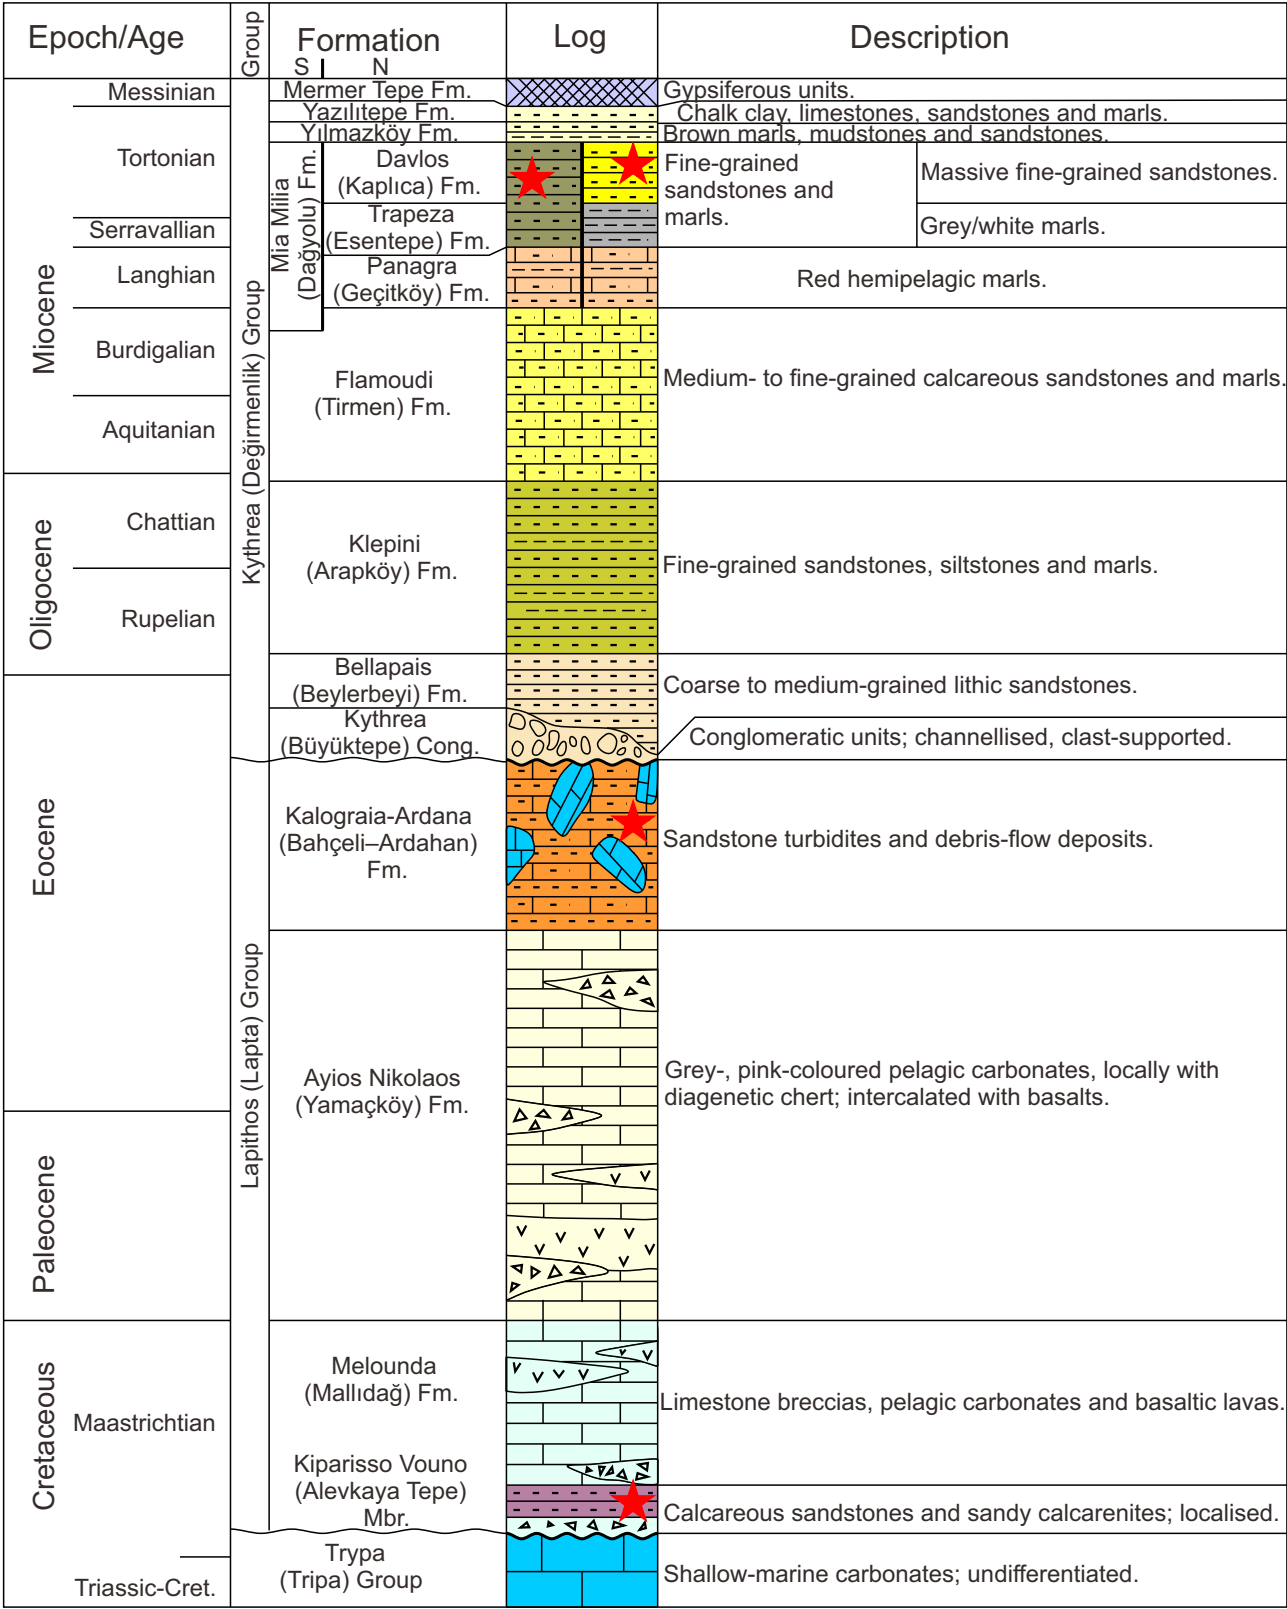 Epoch/Age
Group
Formation
S
N
Log
Description
Messinian
Tortonian
Serravallian
Langhian
Burdigalian
Aquitanian
Miocene
Chattian
Rupelian
Oligocene
Eocene
Paleocene
Maastrichtian
Cretaceous
Triassic-Cret.
Kythrea (Değirmenlik) Group
Lapithos (Lapta) Group
Mermer Tepe Fm.
Gypsiferous units.
Yazılıtepe Fm.
Chalk clay, limestones, sandstones and marls.
Yılmazköy Fm.
Brown marls, mudstones and sandstones.
Mia Milia
(Dağyolu) Fm.
Davlos
(Kaplıca) Fm.
Fine-grained
sandstones and
marls.
Massive fine-grained sandstones.
Trapeza
(Esentepe) Fm.
Grey/white marls.
Panagra
(Geçitköy) Fm.
Red hemipelagic marls.
Flamoudi
(Tirmen) Fm.
Medium- to fine-grained calcareous sandstones and marls.
Klepini
(Arapköy) Fm.
Fine-grained sandstones, siltstones and marls.
Bellapais
(Beylerbeyi) Fm.
Coarse to medium-grained lithic sandstones.
Kythrea
(Büyüktepe) Cong.
Conglomeratic units; channellised, clast-supported.
Kalograia-Ardana
(Bahçeli–Ardahan)
Fm.
Sandstone turbidites and debris-flow deposits.
Ayios Nikolaos
(Yamaçköy) Fm.
Grey-, pink-coloured pelagic carbonates, locally with
diagenetic chert; intercalated with basalts.
Melounda
(Mallıdağ) Fm.
Limestone breccias, pelagic carbonates and basaltic lavas.
Kiparisso Vouno
(Alevkaya Tepe)
Mbr.
Calcareous sandstones and sandy calcarenites; localised.
Trypa
(Tripa) Group
Shallow-marine carbonates; undifferentiated.